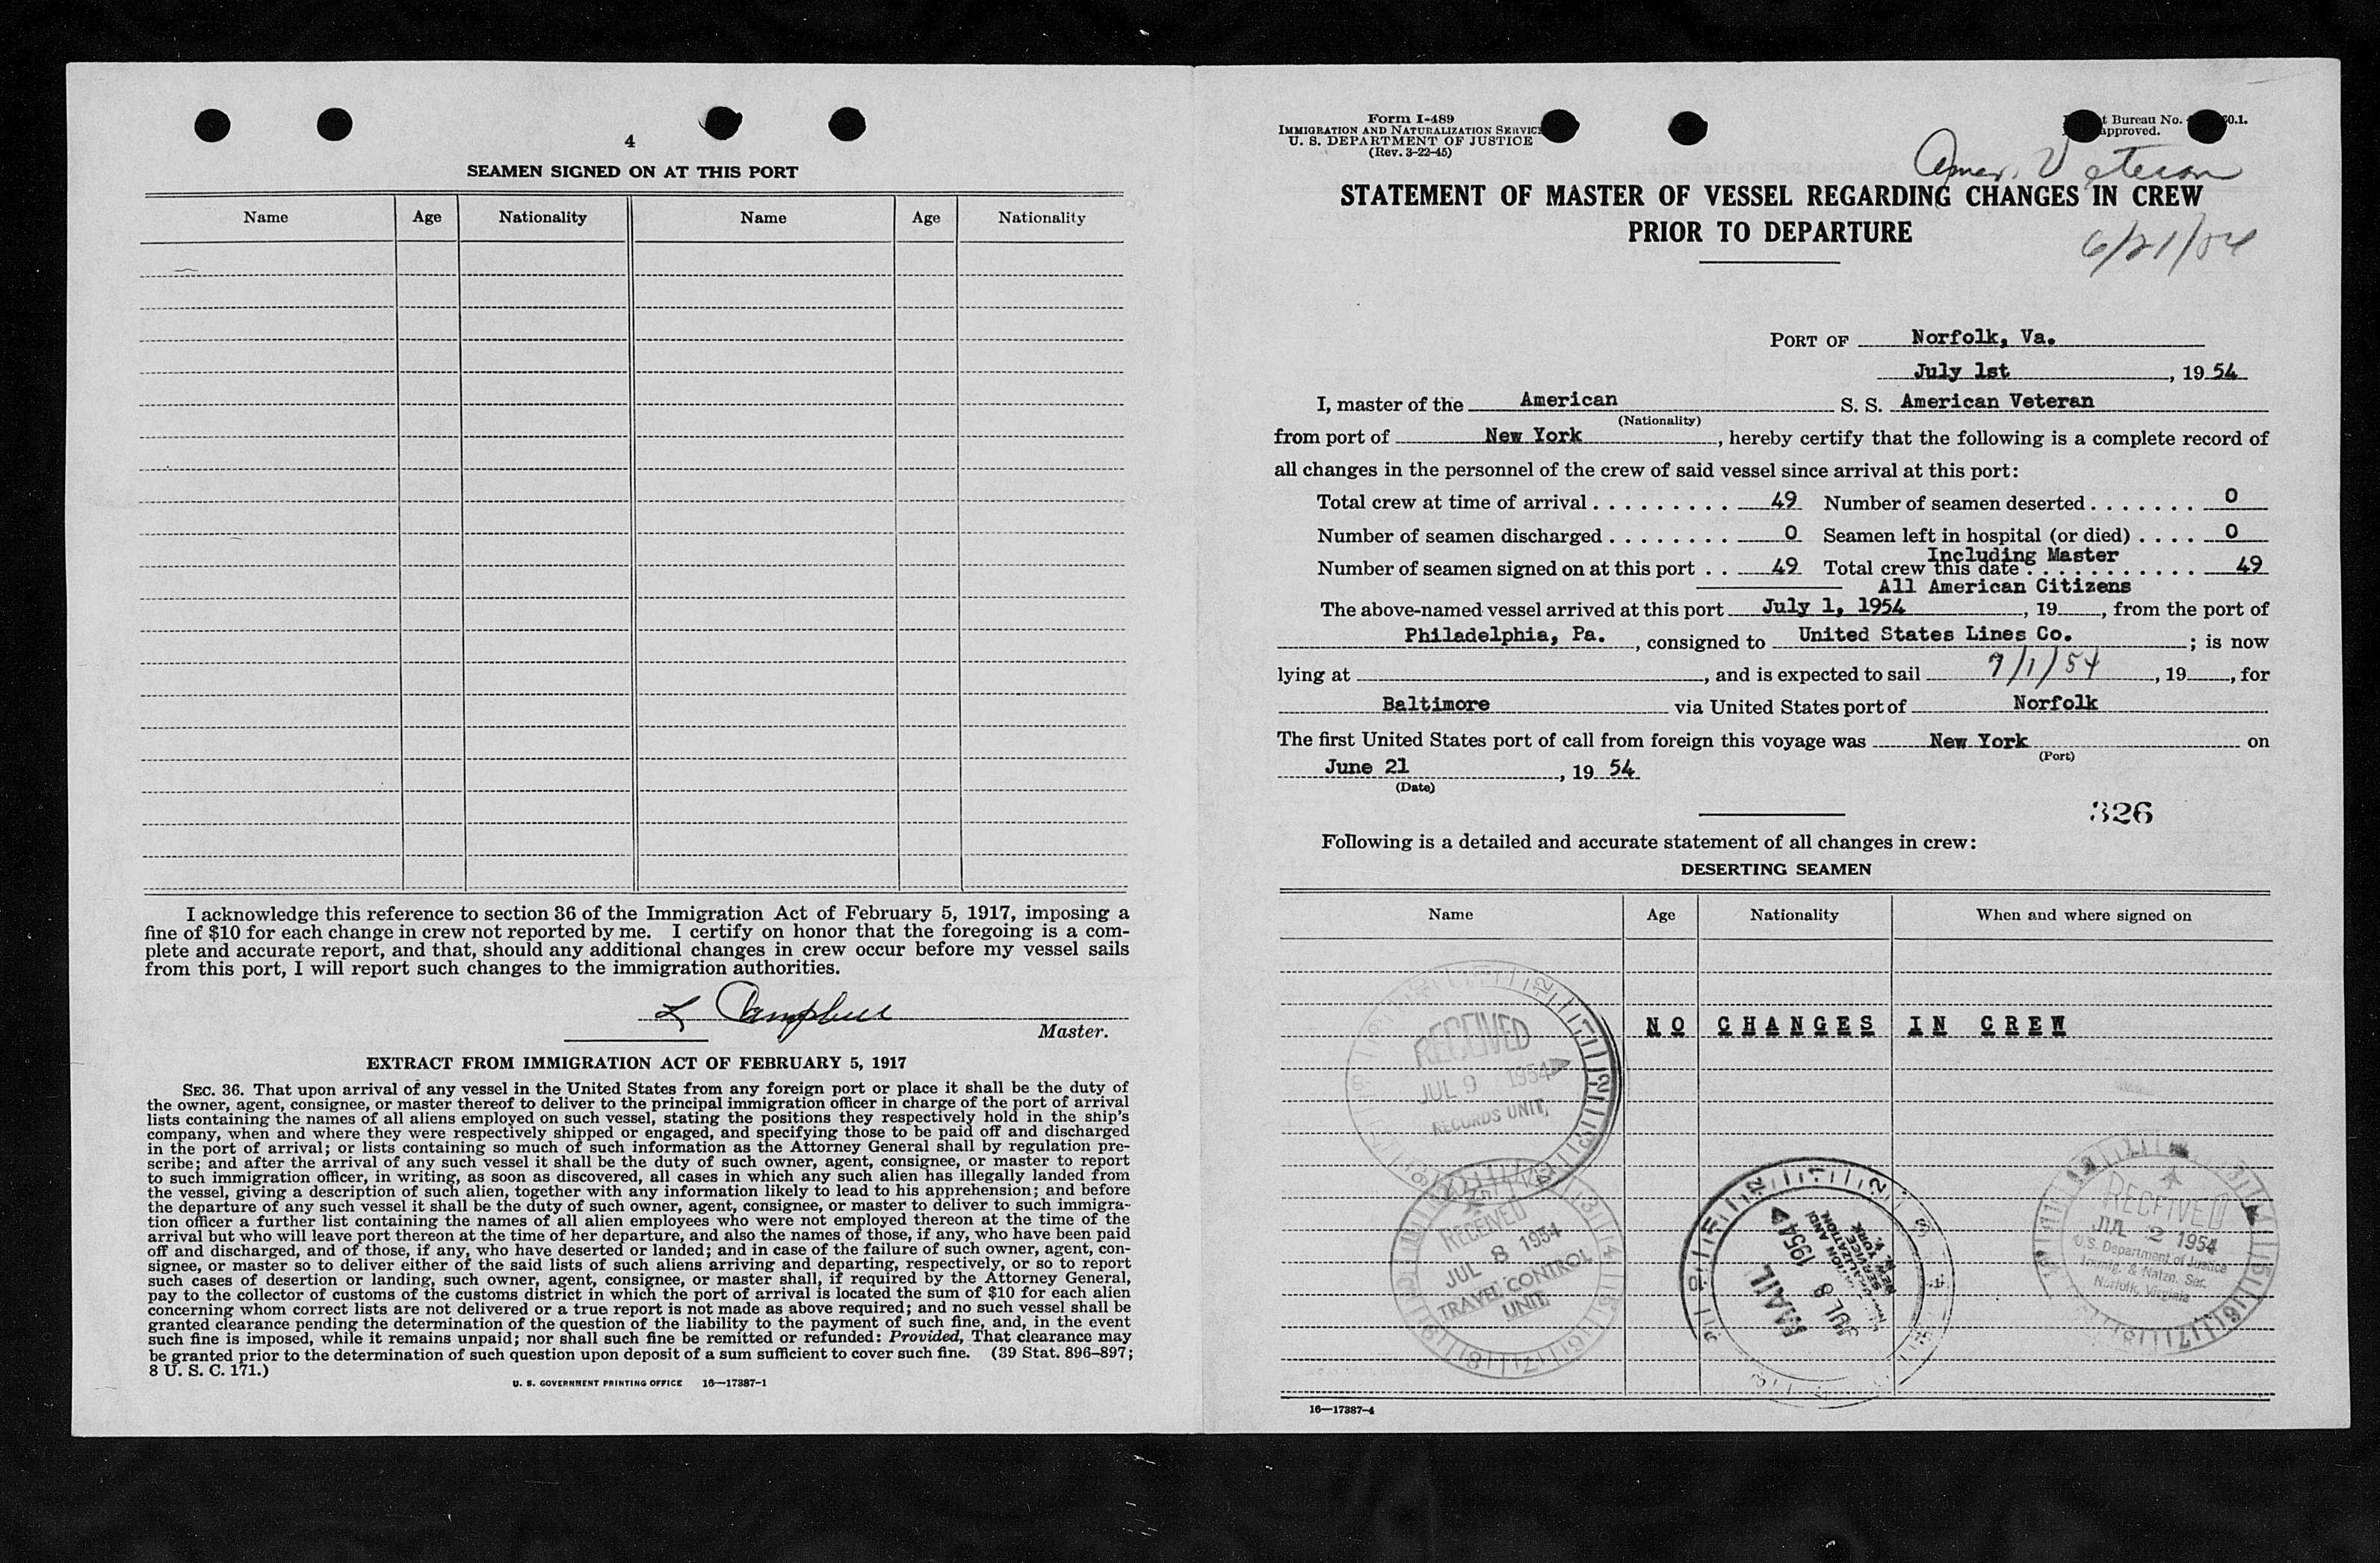 4
SEAMEN SIGNED ON AT THIS PORT
Name Age Nationality Name Age Nationality
I acknowledge this reference to section 36 of the Immigration Act of February 5, 1917, imposing a
fine of $10 for each change in crew not reported by me. I certify on honor that the foregoing is a com-
plete and accurate report, and that, should any additional changes in crew occur before my vessel sails
from this port, I will report such changes to the immigration authorities.
L Campbell
Master.
EXTRACT FROM IMMIGRATION ACT OF FEBRUARY 5, 1917
SEC. 36. That upon arrival of any vessel in the United States from any foreign port or place it shall be the duty of
the owner, agent, consignee, or master thereof to deliver to the principal immigration officer in charge of the port of arrival
lists containing the names of all aliens employed on such vessel, stating the positions they respectively hold in the ship's
company, when and where they were respectively shipped or engaged, and specifying those to be paid off and discharged
in the port of arrival; or lists containing so much of such information as the Attorney General shall by regulation pre-
scribe; and after the arrival of any such vessel it shall be the duty of such owner, agent, consignee, or master to report
to such immigration officer, in writing, as soon as discovered, all cases in which any such alien has illegally landed from
the vessel, giving a description of such alien, together with any information likely to lead to his apprehension; and before
the departure of any such vessel it shall be the duty of such owner, agent, consignee, or master to deliver to such immigra-
tion officer a further list containing the names of all alien employees who were not employed thereon at the time of the
arrival but who will leave port thereon at the time of her departure, and also the names of those, if any, who have been paid
off and discharged, and of those, if any, who have deserted or landed; and in case of the failure of such owner, agent, con-
signee, or master so to deliver either of the said lists of such aliens arriving and departing, respectively, or so to report
such cases of desertion or landing, such owner, agent, consignee, or master shall, if required by the Attorney General,
pay to the collector of customs of the customs district in which the port of arrival is located the sum of $10 for each alien
concerning whom correct lists are not delivered or a true report is not made as above required; and no such vessel shall be
granted clearance pending the determination of the question of the liability to the payment of such fine, and, in the event
such fine is imposed, while it remains unpaid; nor shall such fine be remitted or refunded: Provided, That clearance may
be granted prior to the determination of such question upon deposit of a sum sufficient to cover such fine. (39 Stat. 896–897;
8 U. S. C. 171.)
U. S. GOVERNMENT PRINTING OFFICE 16—17387-1
Form I-489
IMMIGRATION AND NATURALIZATION SERVICE
U. S. DEPARTMENT OF JUSTICE
(Rev. 3-22-45)
Bureau No. 60.1.
approved.
Amer. Veteran
STATEMENT OF MASTER OF VESSEL REGARDING CHANGES IN CREW
PRIOR TO DEPARTURE
6/21/54
PORT OF Norfolk, Va.
July 1st, 19 54
I, master of the American S. S. American Veteran
(Nationality)
from port of New York, hereby certify that the following is a complete record of
all changes in the personnel of the crew of said vessel since arrival at this port:
Total crew at time of arrival . . . . . . . . . 49 Number of seamen deserted . . . . . . . 0
Number of seamen discharged . . . . . . . . 0 Seamen left in hospital (or died) . . . . 0
Including Master
Number of seamen signed on at this port . . 49 Total crew this date . . . . . . . . . . . 49
All American Citizens
The above-named vessel arrived at this port July 1, 1954, 19 , from the port of
Philadelphia, Pa. , consigned to United States Lines Co. ; is now
lying at , and is expected to sail 7/1/54, 19 , for
Baltimore via United States port of Norfolk
The first United States port of call from foreign this voyage was New York on
(Port)
June 21, 19 54
(Date)
326
Following is a detailed and accurate statement of all changes in crew:
DESERTING SEAMEN
Name Age Nationality When and where signed on
NO CHANGES IN CREW
RECEIVED
JUL 9 1954
RECORDS UNIT
RECEIVED
JUL 8 1954
TRAVEL CONTROL
UNIT
MAIL
JUL 8 1954
RECEIVED
JUL 2 1954
U.S. Department of Justice
Immig. & Natzn. Ser.
Norfolk, Virginia
16—17387-4